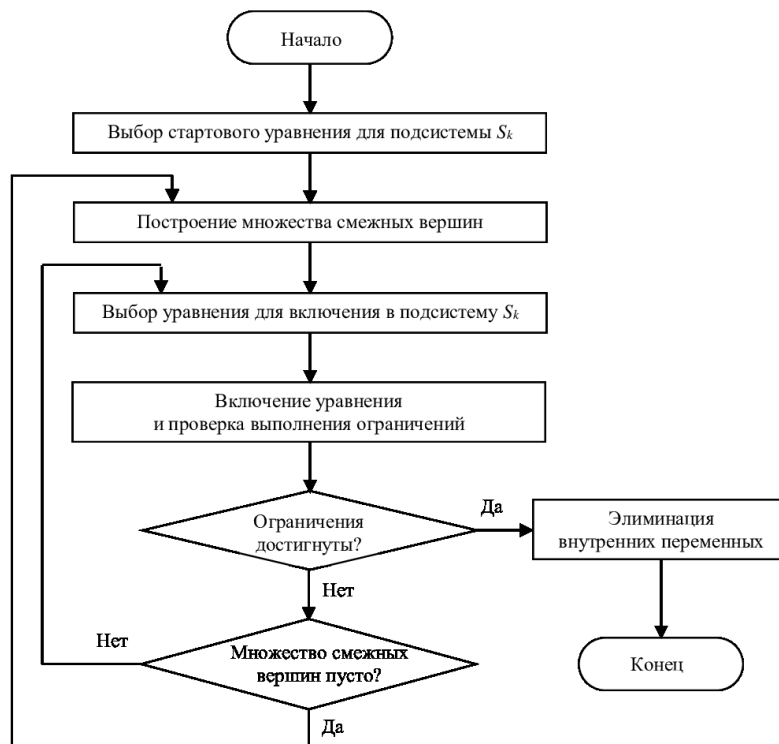 Начало
Выбор стартового уравнения для подсистемы Sₖ
Построение множества смежных вершин
Выбор уравнения для включения в подсистему Sₖ
Включение уравнения
и проверка выполнения ограничений
Ограничения
достигнуты?
Да
Элиминация
внутренних переменных
Нет
Нет
Множество смежных
вершин пусто?
Конец
Да